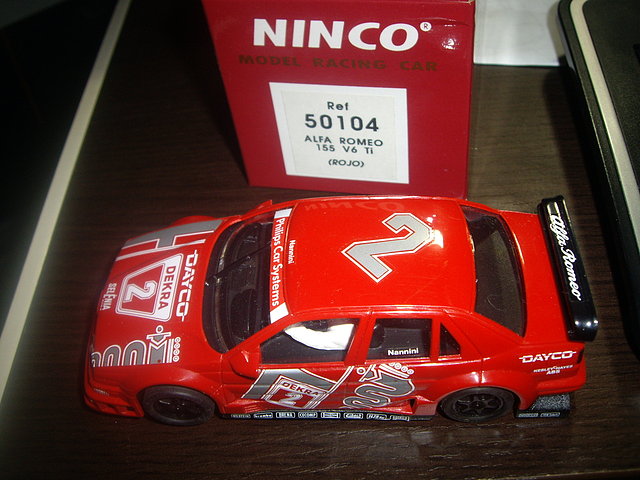 NINCO®
MODEL RACING CAR
Ref
50104
ALFA ROMEO
155 V6 Ti
(ROJO)
2
Alfa Romeo
Philips Car Systems
Nannini
DAYCO
DEKRA
2
SELENIA
Nannini
DAYCO
DEKRA
2